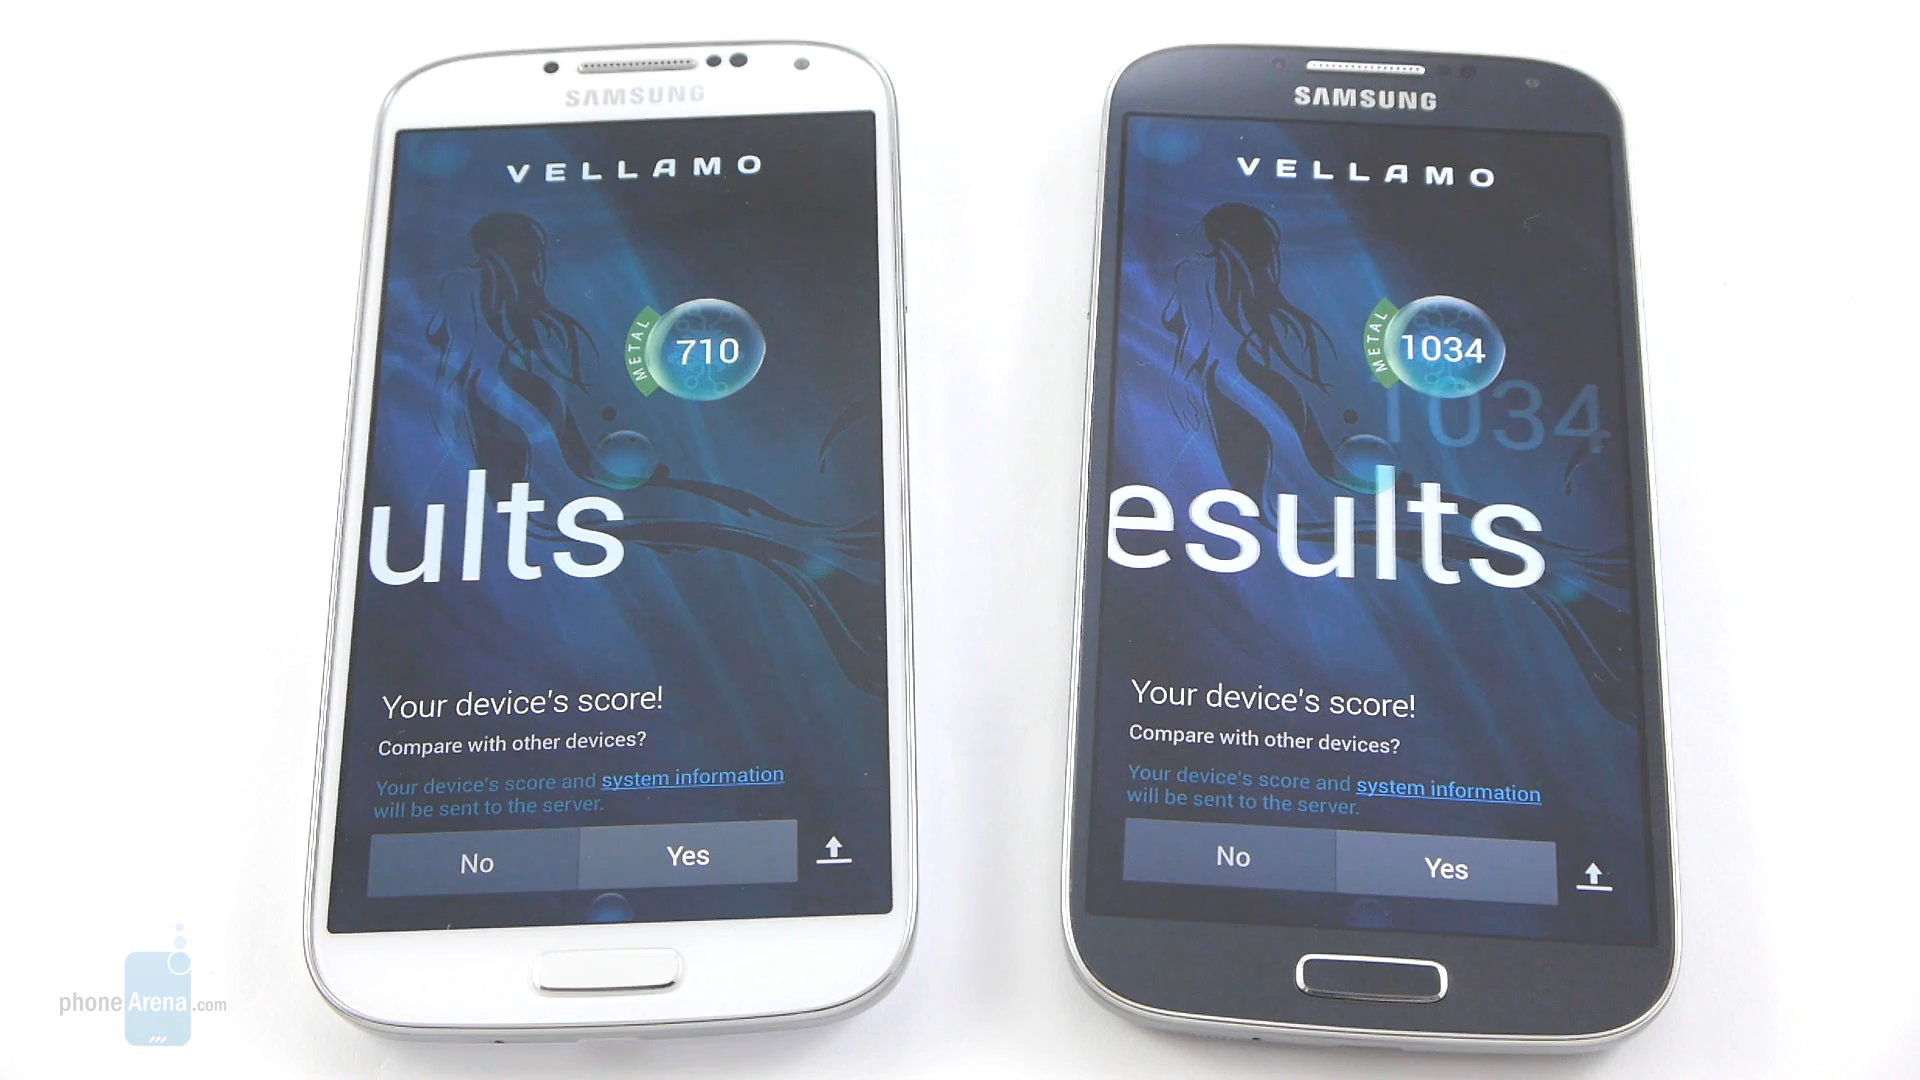 SAMSUNG
VELLAMO
METAL
710
ults
Your device's score!
Compare with other devices?
Your device's score and system information
will be sent to the server.
No
Yes
SAMSUNG
VELLAMO
METAL
1034
1034
esults
Your device's score!
Compare with other devices?
Your device's score and system information
will be sent to the server.
No
Yes
phoneArena.com